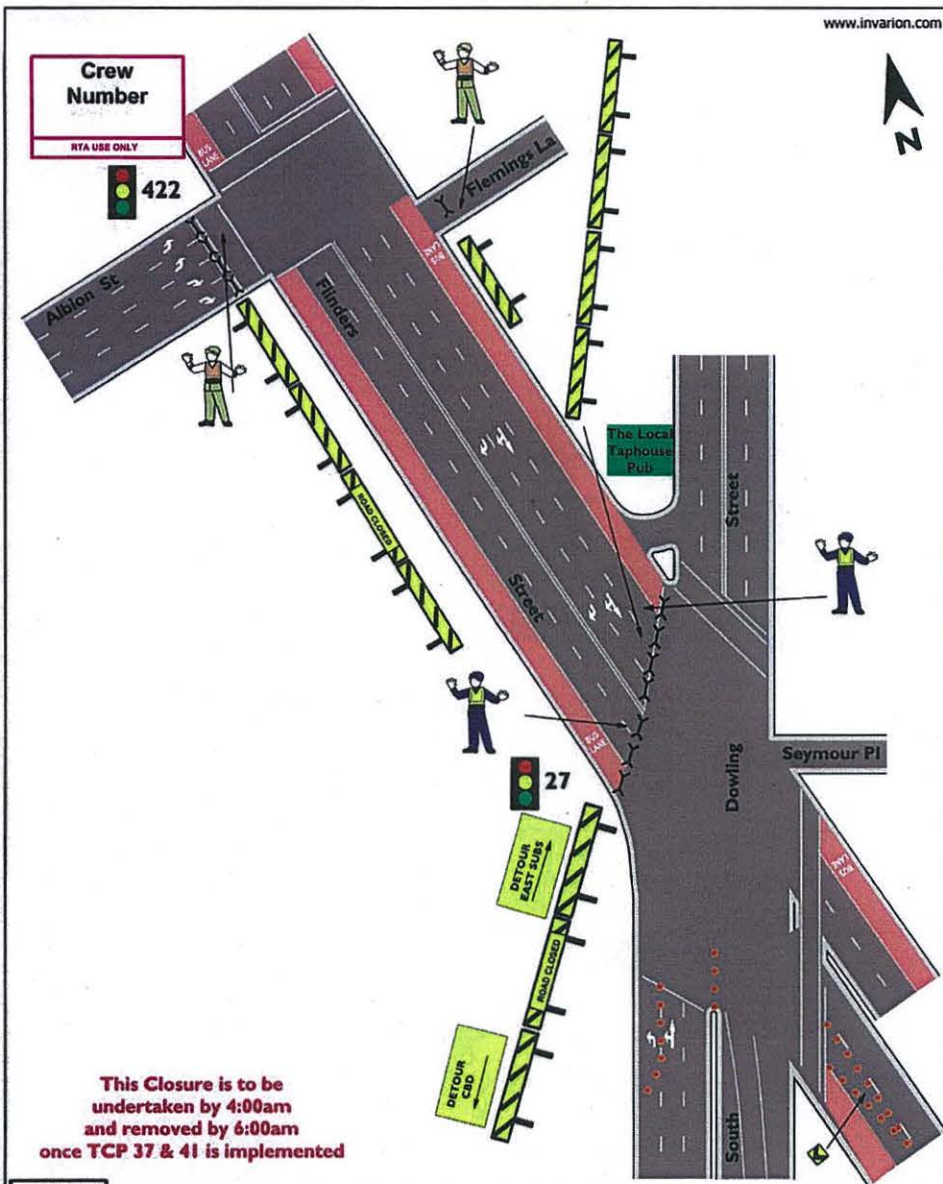 www.invarion.com
Crew
Number
RTA USE ONLY
N
422
BUS
LANE
Flemings La
BUS
LANE
Albion St
Flinders
ROAD CLOSED
The Local
Taphouse
Pub
Street
Street
BUS
LANE
27
Seymour Pl
Dowling
BUS
LANE
DETOUR
EAST SUBS
ROAD CLOSED
DETOUR
CBD
South
This Closure is to be
undertaken by 4:00am
and removed by 6:00am
once TCP 37 & 41 is implemented